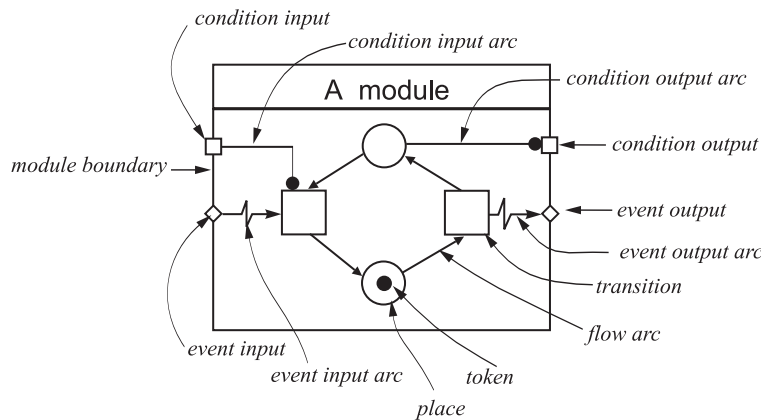 condition input
condition input arc
A module
condition output arc
module boundary
condition output
event output
event output arc
transition
flow arc
event input
event input arc
token
place